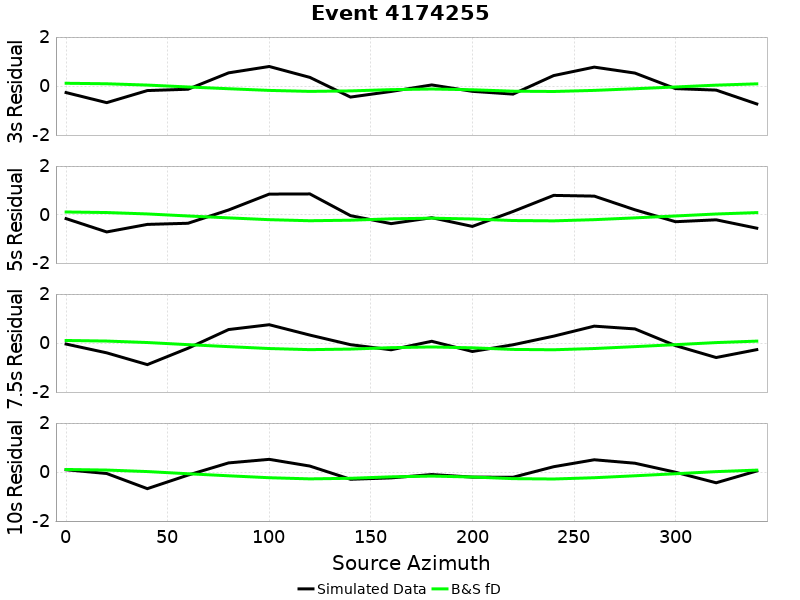 Event 4174255
3s Residual
2
0
-2
5s Residual
2
0
-2
7.5s Residual
2
0
-2
10s Residual
2
0
-2
0 50 100 150 200 250 300
Source Azimuth
Simulated Data B&S fD